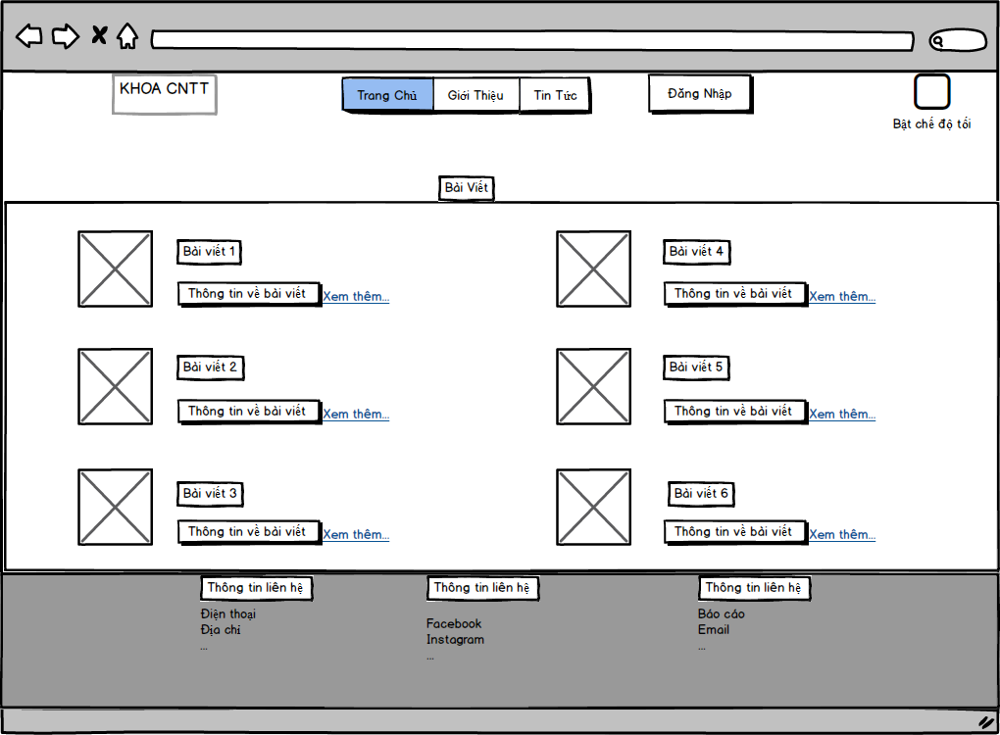 KHOA CNTT
Trang Chủ
Giới Thiệu
Tin Tức
Đăng Nhập
Bật chế độ tối
Bài Viết
Bài viết 1
Thông tin về bài viết
Xem thêm...
Bài viết 4
Thông tin về bài viết
Xem thêm...
Bài viết 2
Thông tin về bài viết
Xem thêm...
Bài viết 5
Thông tin về bài viết
Xem thêm...
Bài viết 3
Thông tin về bài viết
Xem thêm...
Bài viết 6
Thông tin về bài viết
Xem thêm...
Thông tin liên hệ
Điện thoại
Địa chỉ
...
Thông tin liên hệ
Facebook
Instagram
...
Thông tin liên hệ
Báo cáo
Email
...